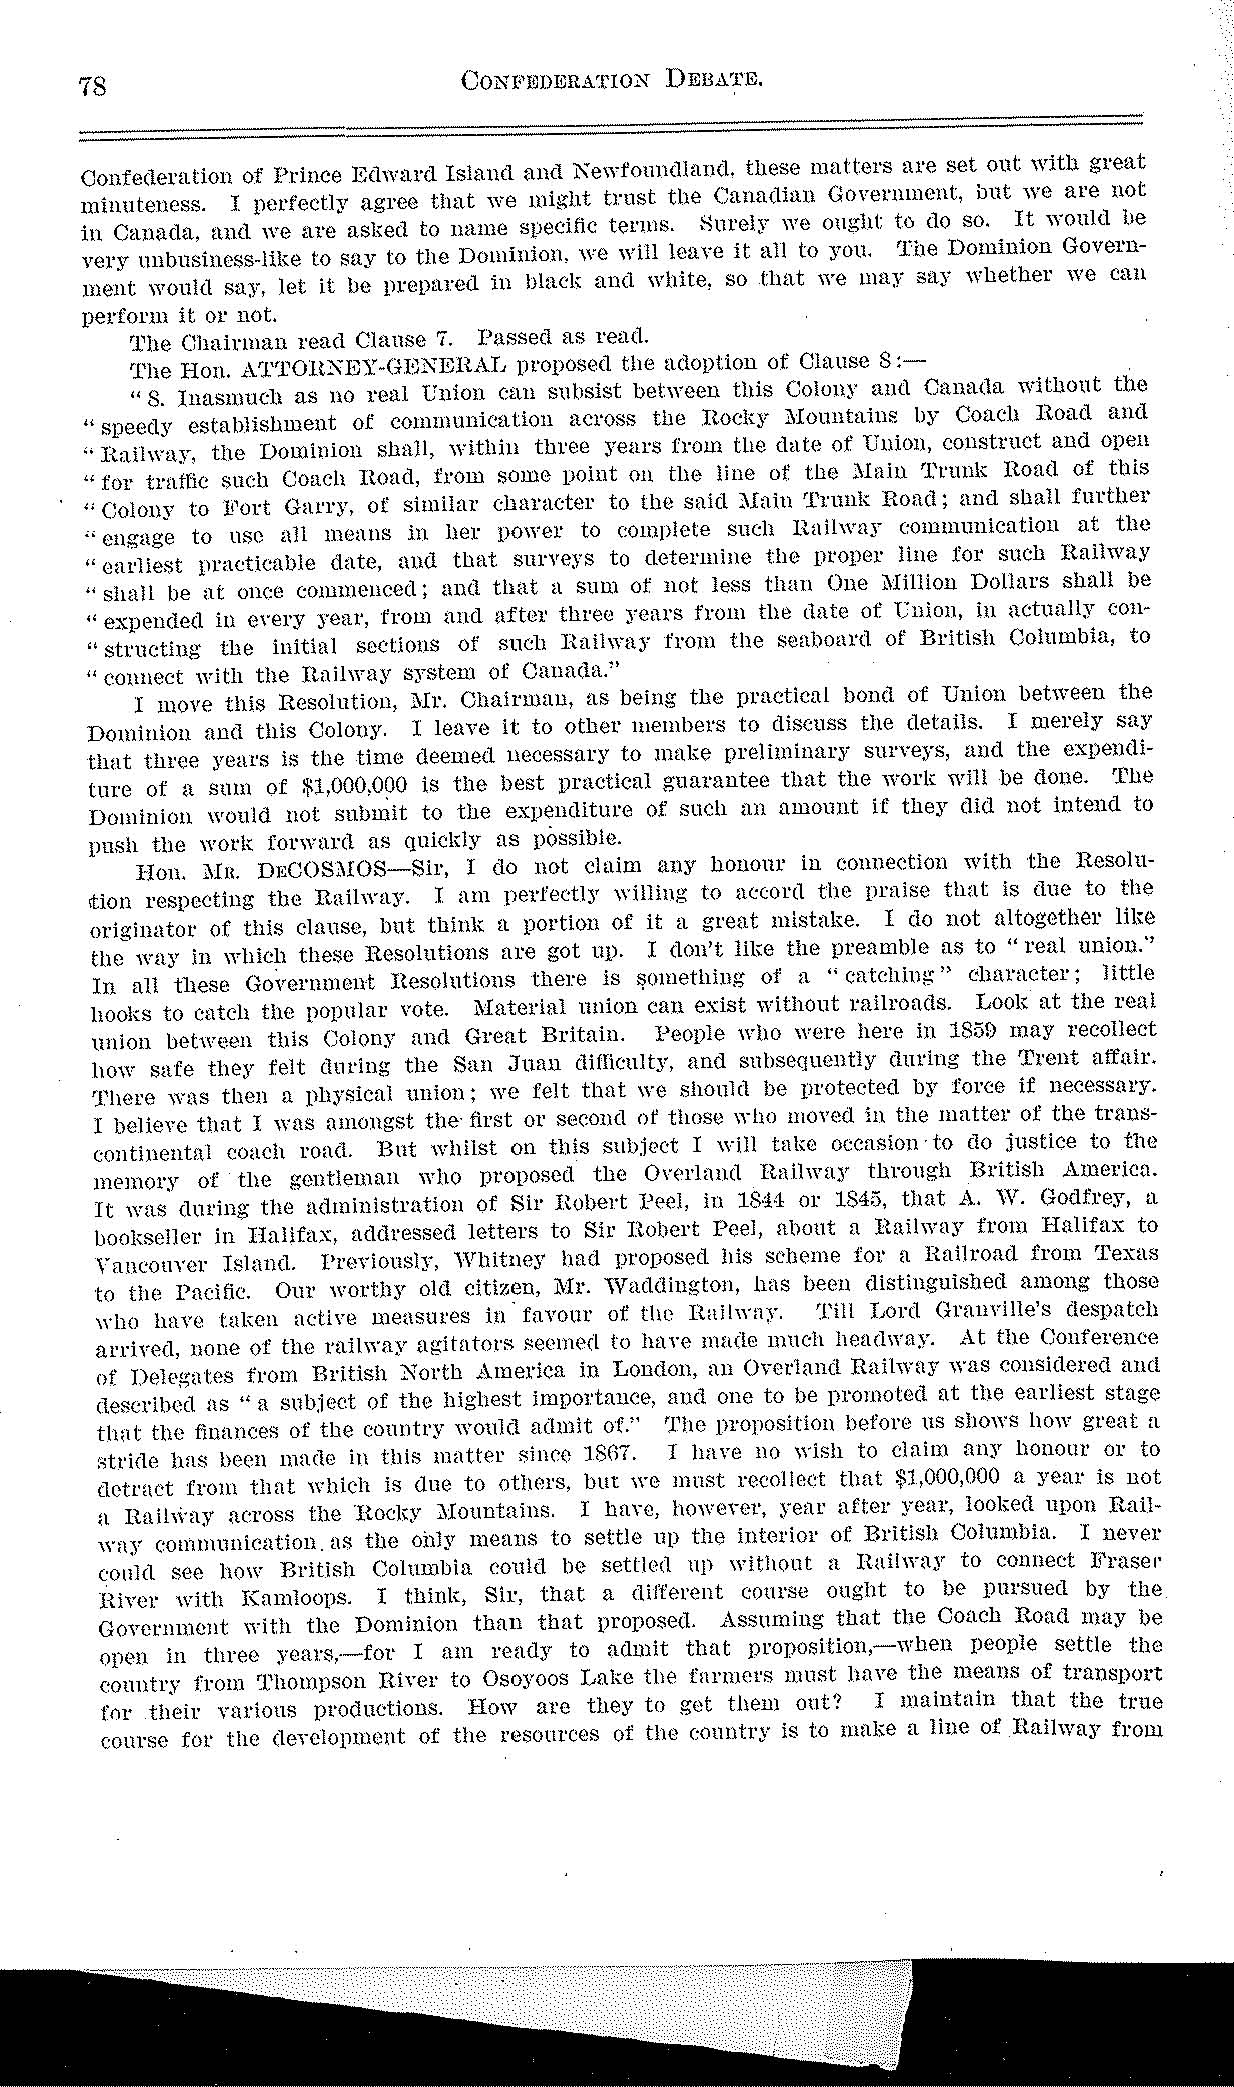 78 CONFEDERATION DEBATE.
Confederation of Prince Edward Island and Newfoundland, these matters are set out with great
minuteness. I perfectly agree that we might trust the Canadian Government, but we are not
in Canada, and we are asked to name specific terms. Surely we ought to do so. It would be
very unbusiness-like to say to the Dominion, we will leave it all to you. The Dominion Govern-
ment would say, let it be prepared in black and white, so that we may say whether we can
perform it or not.
The Chairman read Clause 7. Passed as read.
The Hon. ATTORNEY-GENERAL proposed the adoption of Clause 8:—
"8. Inasmuch as no real Union can subsist between this Colony and Canada without the
"speedy establishment of communication across the Rocky Mountains by Coach Road and
"Railway, the Dominion shall, within three years from the date of Union, construct and open
"for traffic such Coach Road, from some point on the line of the Main Trunk Road of this
"Colony to Fort Garry, of similar character to the said Main Trunk Road; and shall further
"engage to use all means in her power to complete such Railway communication at the
"earliest practicable date, and that surveys to determine the proper line for such Railway
"shall be at once commenced; and that a sum of not less than One Million Dollars shall be
"expended in every year, from and after three years from the date of Union, in actually con-
"structing the initial sections of such Railway from the seaboard of British Columbia, to
"connect with the Railway system of Canada."
I move this Resolution, Mr. Chairman, as being the practical bond of Union between the
Dominion and this Colony. I leave it to other members to discuss the details. I merely say
that three years is the time deemed necessary to make preliminary surveys, and the expendi-
ture of a sum of $1,000,000 is the best practical guarantee that the work will be done. The
Dominion would not submit to the expenditure of such an amount if they did not intend to
push the work forward as quickly as possible.
Hon. MR. DECOSMOS—Sir, I do not claim any honour in connection with the Resolu-
tion respecting the Railway. I am perfectly willing to accord the praise that is due to the
originator of this clause, but think a portion of it a great mistake. I do not altogether like
the way in which these Resolutions are got up. I don't like the preamble as to "real union."
In all these Government Resolutions there is something of a "catching" character; little
hooks to catch the popular vote. Material union can exist without railroads. Look at the real
union between this Colony and Great Britain. People who were here in 1859 may recollect
how safe they felt during the San Juan difficulty, and subsequently during the Trent affair.
There was then a physical union; we felt that we should be protected by force if necessary.
I believe that I was amongst the first or second of those who moved in the matter of the trans-
continental coach road. But whilst on this subject I will take occasion to do justice to the
memory of the gentleman who proposed the Overland Railway through British America.
It was during the administration of Sir Robert Peel, in 1844 or 1845, that A. W. Godfrey, a
bookseller in Halifax, addressed letters to Sir Robert Peel, about a Railway from Halifax to
Vancouver Island. Previously, Whitney had proposed his scheme for a Railroad from Texas
to the Pacific. Our worthy old citizen, Mr. Waddington, has been distinguished among those
who have taken active measures in favour of the Railway. Till Lord Granville's despatch
arrived, none of the railway agitators seemed to have made much headway. At the Conference
of Delegates from British North America in London, an Overland Railway was considered and
described as "a subject of the highest importance, and one to be promoted at the earliest stage
that the finances of the country would admit of." The proposition before us shows how great a
stride has been made in this matter since 1867. I have no wish to claim any honour or to
detract from that which is due to others, but we must recollect that $1,000,000 a year is not
a Railway across the Rocky Mountains. I have, however, year after year, looked upon Rail-
way communication as the only means to settle up the interior of British Columbia. I never
could see how British Columbia could be settled up without a Railway to connect Fraser
River with Kamloops. I think, Sir, that a different course ought to be pursued by the
Government with the Dominion than that proposed. Assuming that the Coach Road may be
open in three years,—for I am ready to admit that proposition,—when people settle the
country from Thompson River to Osoyoos Lake the farmers must have the means of transport
for their various productions. How are they to get them out? I maintain that the true
course for the development of the resources of the country is to make a line of Railway from